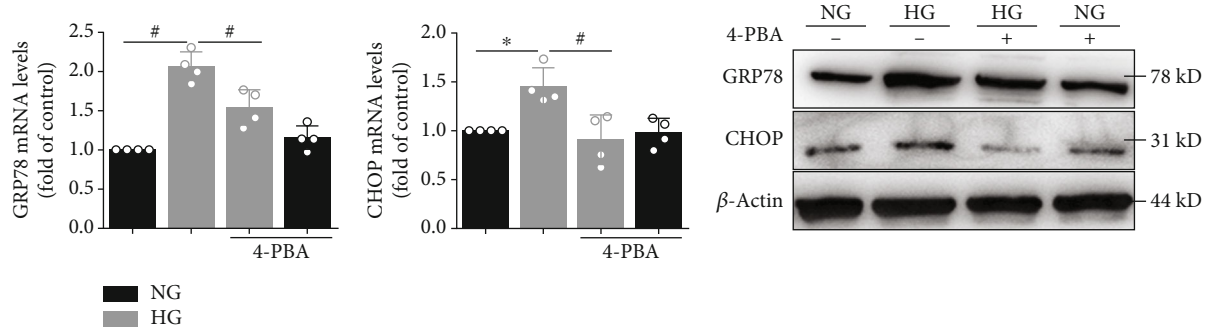 GRP78 mRNA levels
(fold of control)
2.5
2.0
1.5
1.0
0.5
0.0
#
#
4-PBA
CHOP mRNA levels
(fold of control)
2.0
1.5
1.0
0.5
0.0
*
#
4-PBA
NG
HG
NG HG HG NG
4-PBA − − + +
GRP78 78 kD
CHOP 31 kD
β-Actin 44 kD